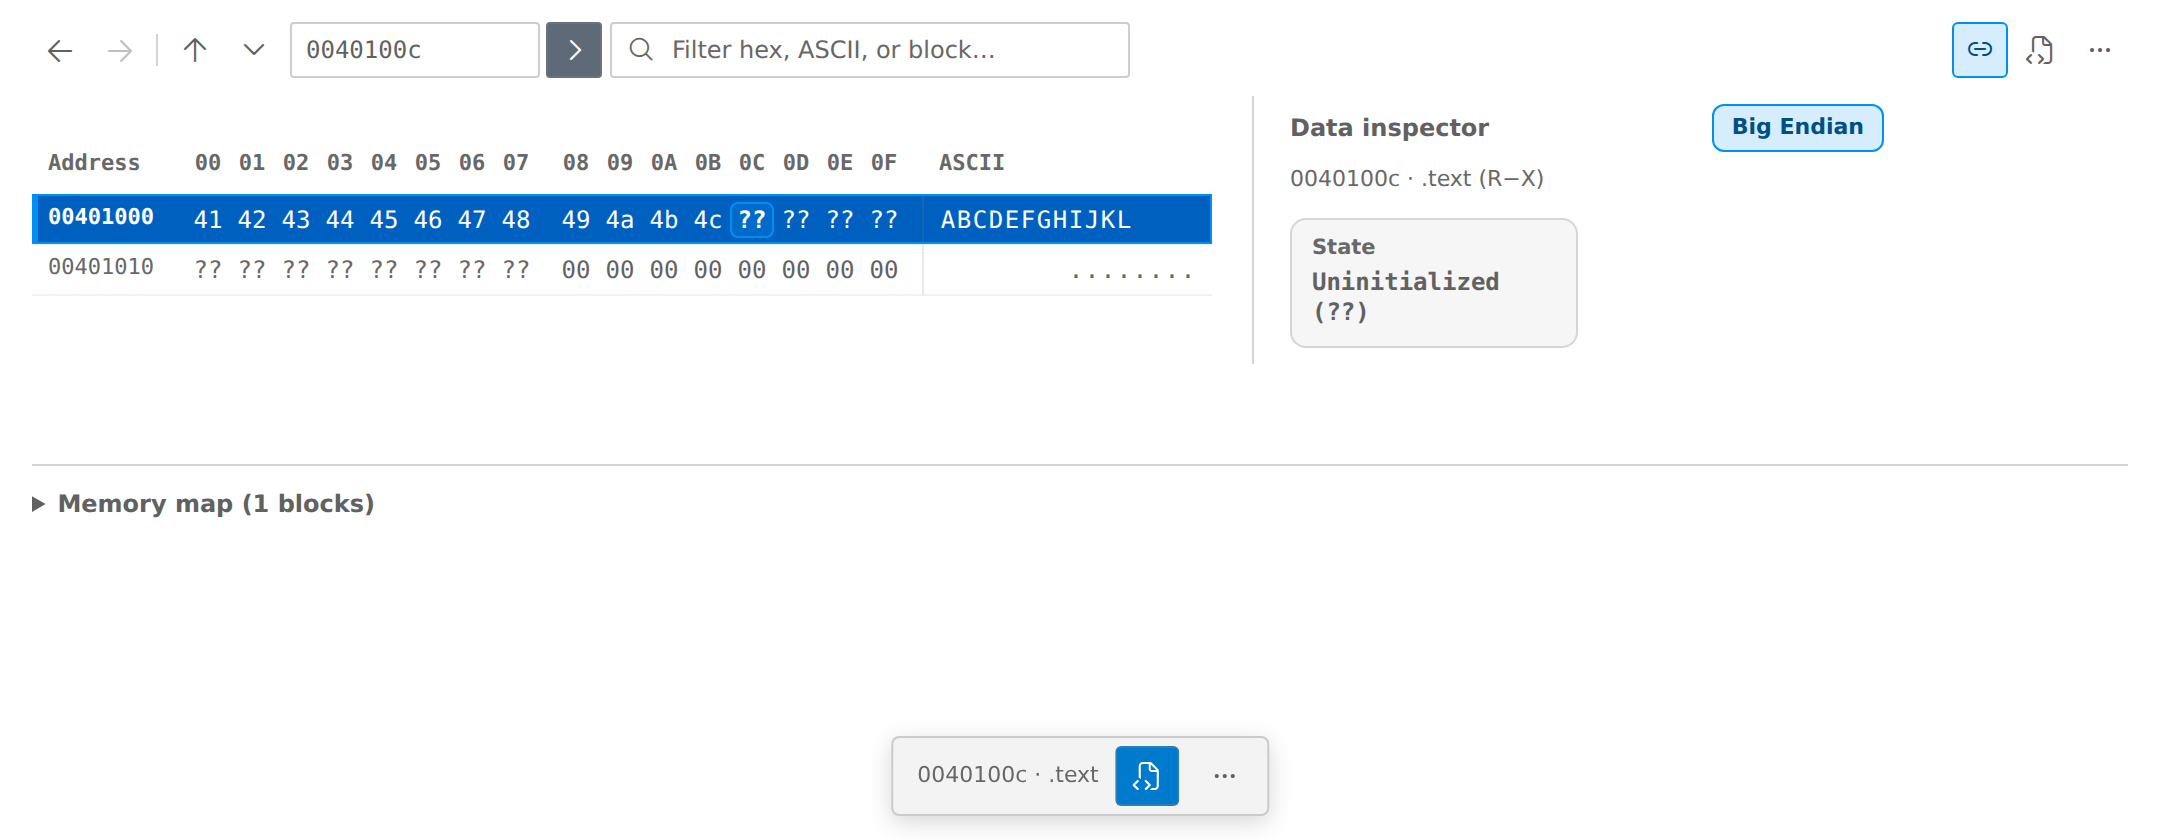 0040100c
Filter hex, ASCII, or block...
Address 00 01 02 03 04 05 06 07 08 09 0A 0B 0C 0D 0E 0F ASCII
00401000 41 42 43 44 45 46 47 48 49 4a 4b 4c ?? ?? ?? ?? ABCDEFGHIJKL
00401010 ?? ?? ?? ?? ?? ?? ?? ?? 00 00 00 00 00 00 00 00 ........
Data inspector
Big Endian
0040100c · .text (R−X)
State
Uninitialized
(??)
Memory map (1 blocks)
0040100c · .text